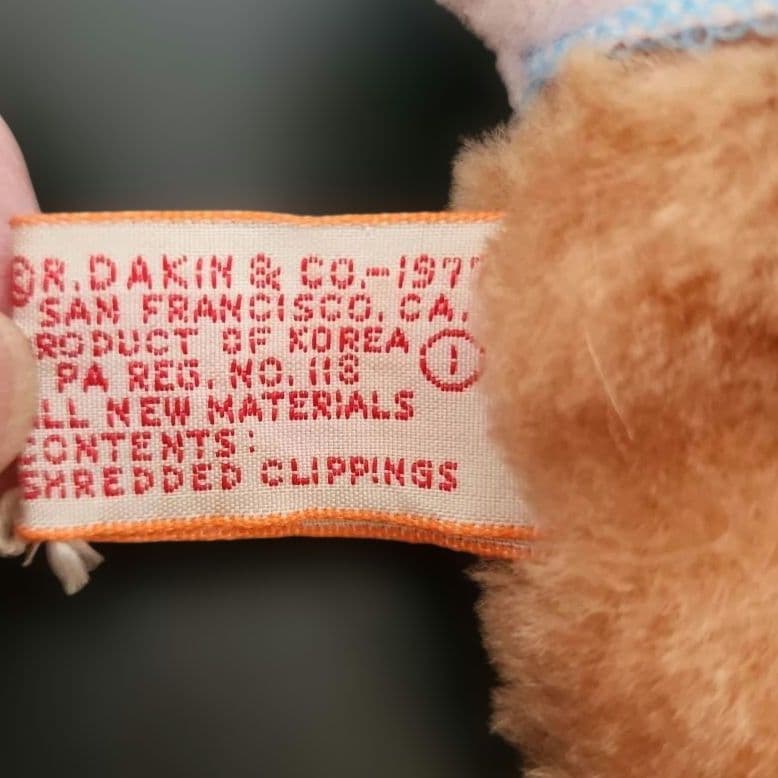 ©R. DAKIN & CO.-197
SAN FRANCISCO, CA.
RODUCT OF KOREA
PA REG. NO. 118
1
LL NEW MATERIALS
CONTENTS:
SHREDDED CLIPPINGS